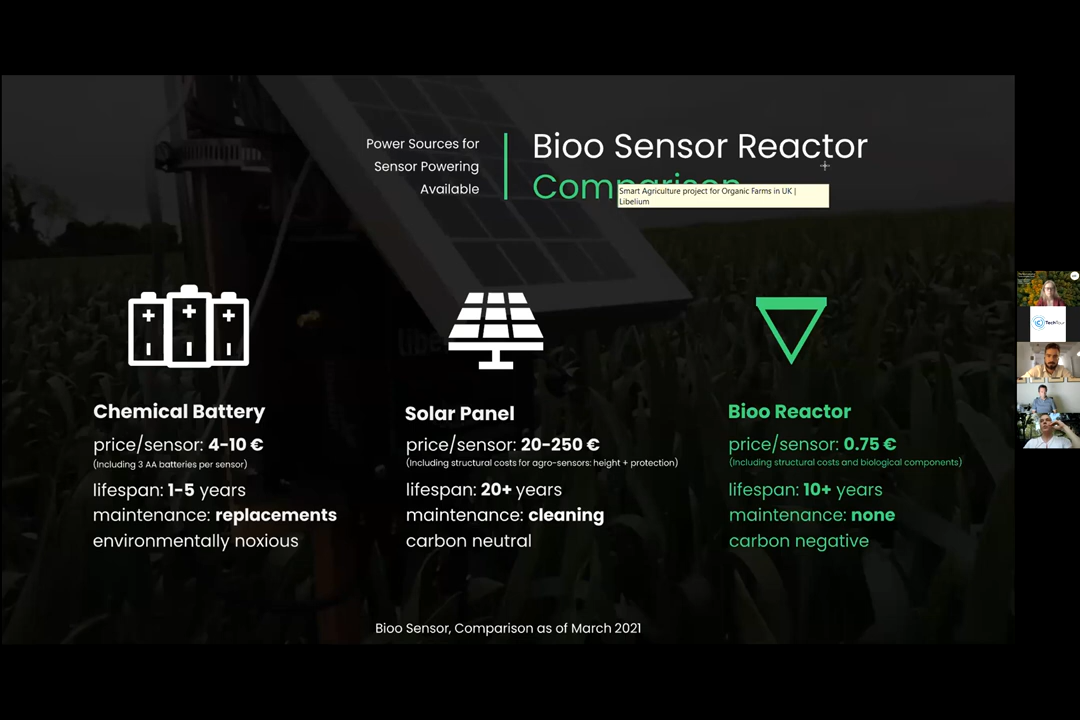 Power Sources for
Sensor Powering
Available
Bioo Sensor Reactor
Comparison
Smart Agriculture project for Organic Farms in UK |
Libelium
Chemical Battery
price/sensor: 4-10 €
(Including 3 AA batteries per sensor)
lifespan: 1-5 years
maintenance: replacements
environmentally noxious
Solar Panel
price/sensor: 20-250 €
(Including structural costs for agro-sensors: height + protection)
lifespan: 20+ years
maintenance: cleaning
carbon neutral
Bioo Reactor
price/sensor: 0.75 €
(Including structural costs and biological components)
lifespan: 10+ years
maintenance: none
carbon negative
Bioo Sensor, Comparison as of March 2021
TechTour